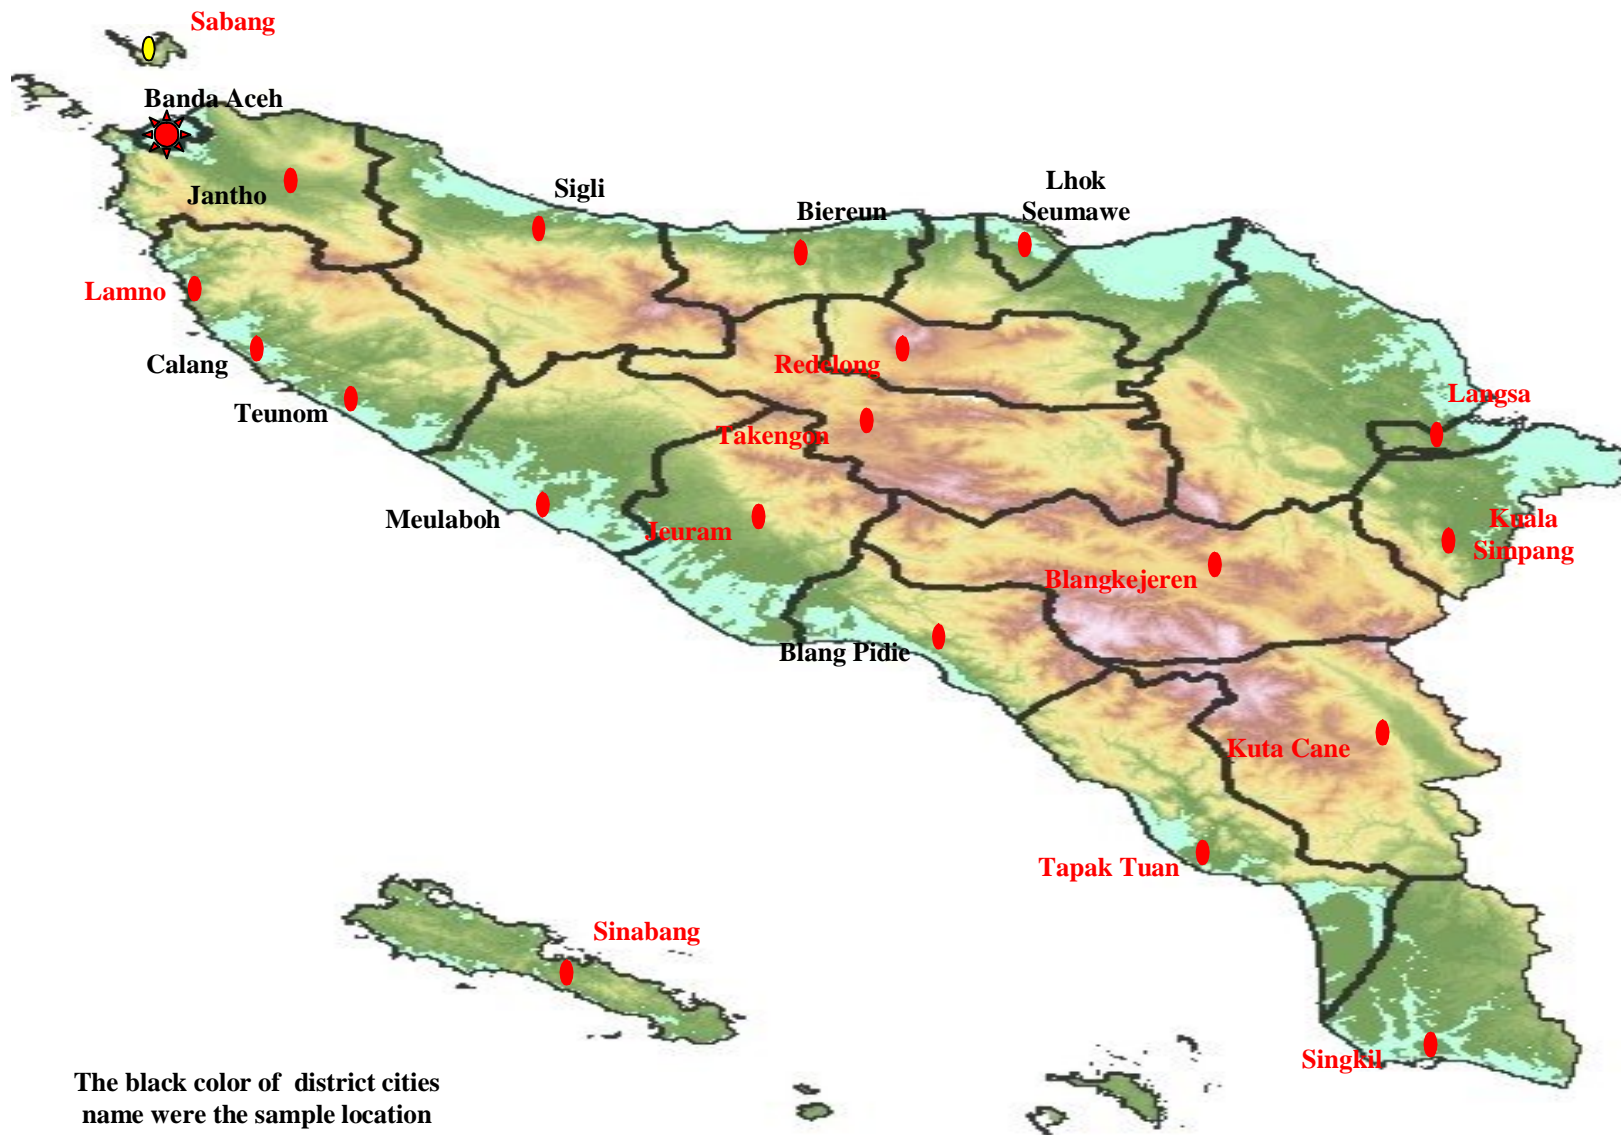 Sabang
Banda Aceh
Jantho
Sigli
Biereun
Lhok
Seumawe
Lamno
Calang
Teunom
Redelong
Takengon
Langsa
Meulaboh
Jeuram
Kuala
Simpang
Blangkejeren
Blang Pidie
Kuta Cane
Tapak Tuan
Sinabang
Singkil
The black color of district cities
name were the sample location